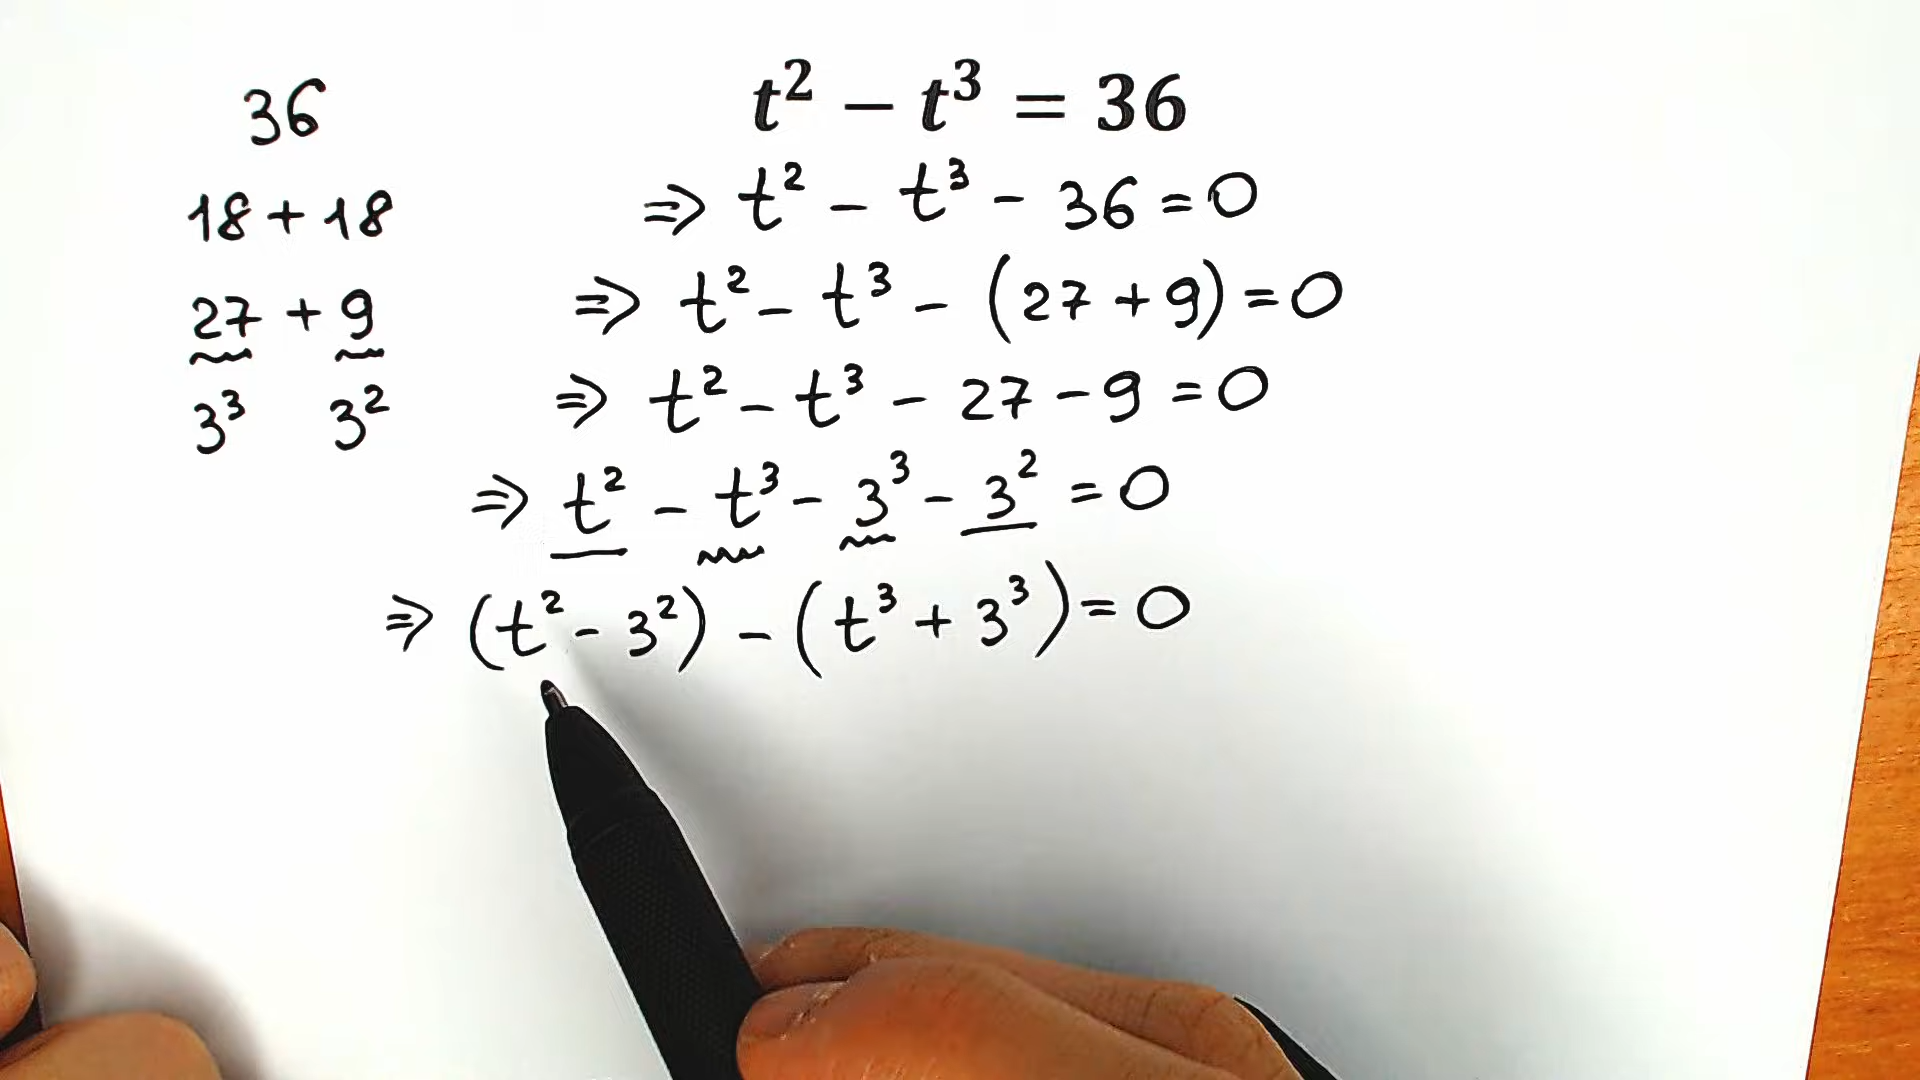 36
18 + 18
27 + 9
3³ 3²
t² − t³ = 36
⇒ t² − t³ − 36 = 0
⇒ t² − t³ − (27 + 9) = 0
⇒ t² − t³ − 27 − 9 = 0
⇒ t² − t³ − 3³ − 3² = 0
⇒ (t² − 3²) − (t³ + 3³) = 0